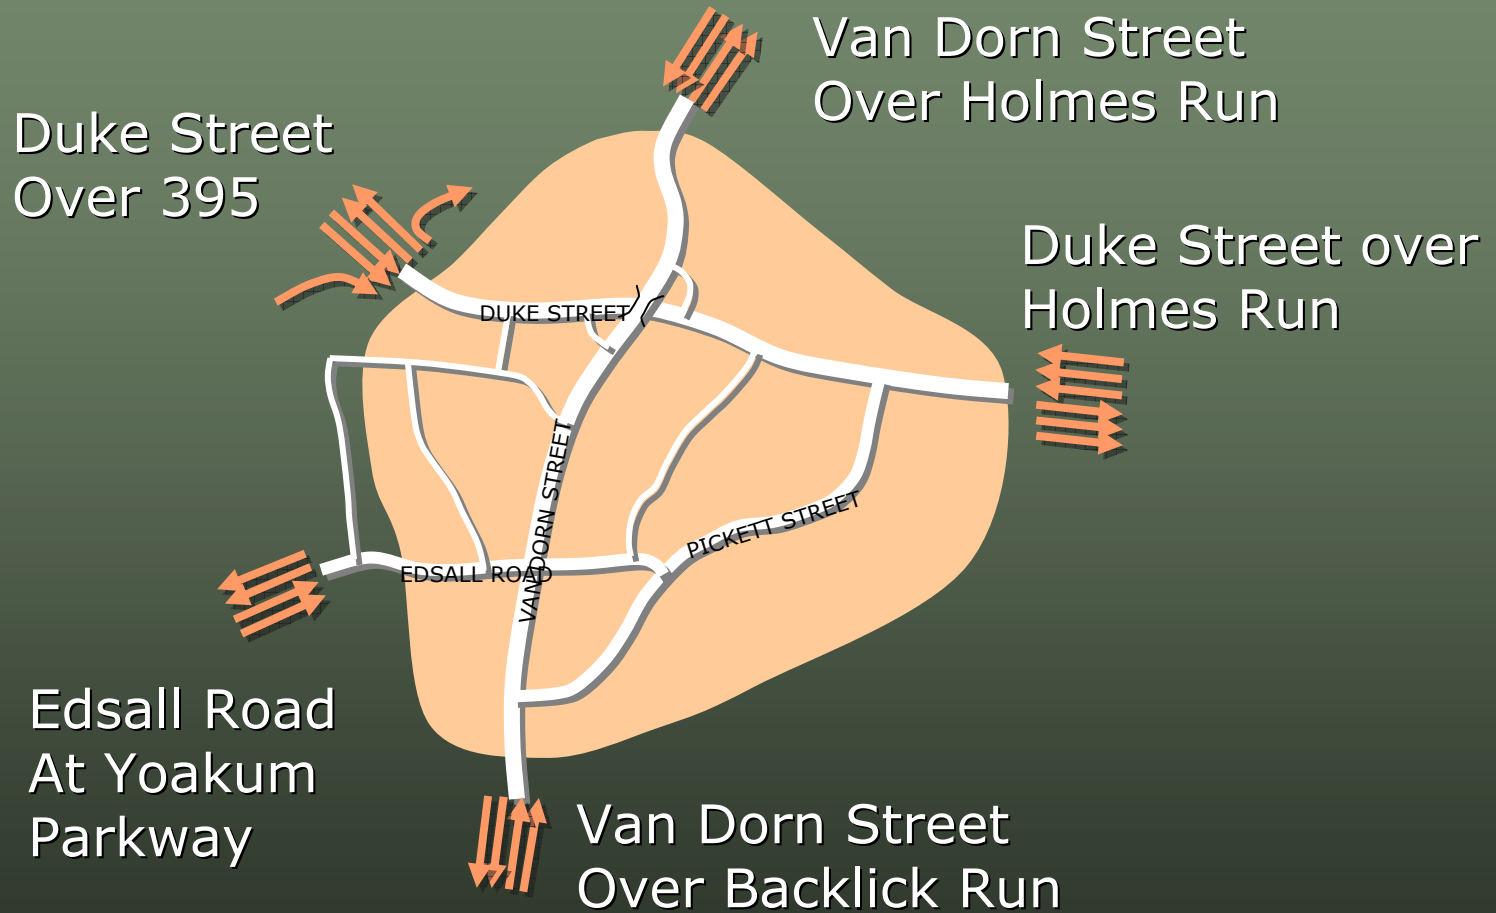 Van Dorn Street
Over Holmes Run
Duke Street
Over 395
Duke Street over
Holmes Run
DUKE STREET
VAN DORN STREET
PICKETT STREET
EDSALL ROAD
Edsall Road
At Yoakum
Parkway
Van Dorn Street
Over Backlick Run